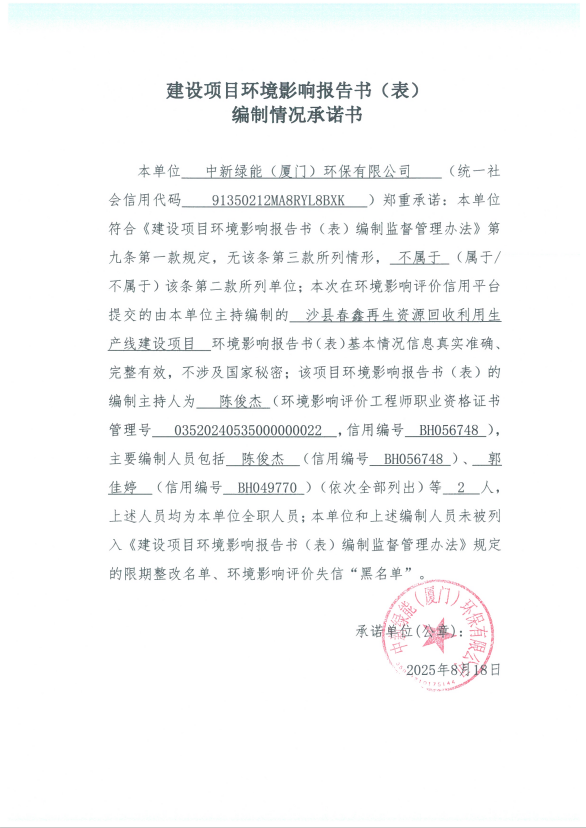 建设项目环境影响报告书（表）
编制情况承诺书
本单位 中新绿能（厦门）环保有限公司 （统一社
会信用代码 91350212MA8RYL8BXK ）郑重承诺：本单位
符合《建设项目环境影响报告书（表）编制监督管理办法》第
九条第一款规定，无该条第三款所列情形，不属于（属于/
不属于）该条第二款所列单位；本次在环境影响评价信用平台
提交的由本单位主持编制的 沙县春鑫再生资源回收利用生
产线建设项目 环境影响报告书（表）基本情况信息真实准确、
完整有效，不涉及国家秘密；该项目环境影响报告书（表）的
编制主持人为 陈俊杰（环境影响评价工程师职业资格证书
管理号 03520240535000000022 ，信用编号 BH056748 ），
主要编制人员包括 陈俊杰 （信用编号 BH056748 ）、 郭
佳婷 （信用编号 BH049770 ）（依次全部列出）等 2 人，
上述人员均为本单位全职人员；本单位和上述编制人员未被列
入《建设项目环境影响报告书（表）编制监督管理办法》规定
的限期整改名单、环境影响评价失信“黑名单”。
承诺单位(公章)：
2025年8月18日
中新绿能（厦门）环保有限公司